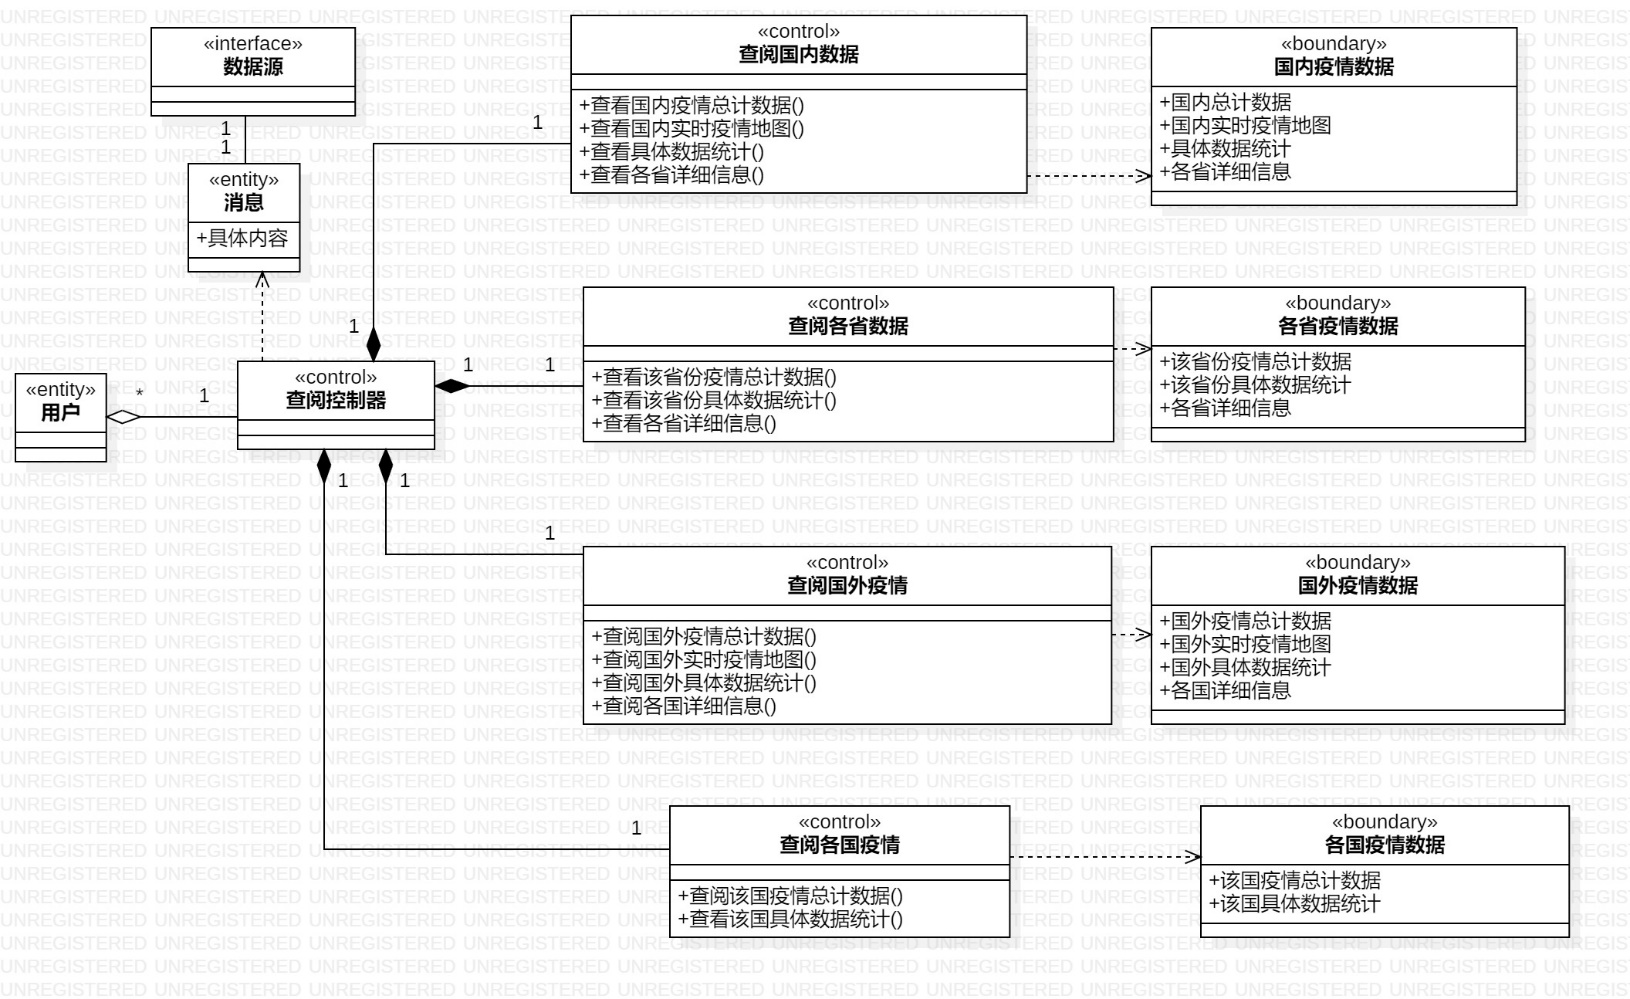 «interface»
数据源
1
1
«entity»
消息
+具体内容
«entity»
用户
*
1
«control»
查阅控制器
1
1
1
1
1
1
1
1
«control»
查阅国内数据
+查看国内疫情总计数据()
+查看国内实时疫情地图()
+查看具体数据统计()
+查看各省详细信息()
«boundary»
国内疫情数据
+国内总计数据
+国内实时疫情地图
+具体数据统计
+各省详细信息
«control»
查阅各省数据
+查看该省份疫情总计数据()
+查看该省份具体数据统计()
+查看各省详细信息()
«boundary»
各省疫情数据
+该省份疫情总计数据
+该省份具体数据统计
+各省详细信息
«control»
查阅国外疫情
+查阅国外疫情总计数据()
+查阅国外实时疫情地图()
+查阅国外具体数据统计()
+查阅各国详细信息()
«boundary»
国外疫情数据
+国外疫情总计数据
+国外实时疫情地图
+国外具体数据统计
+各国详细信息
«control»
查阅各国疫情
+查阅该国疫情总计数据()
+查看该国具体数据统计()
«boundary»
各国疫情数据
+该国疫情总计数据
+该国具体数据统计
UNREGISTERED